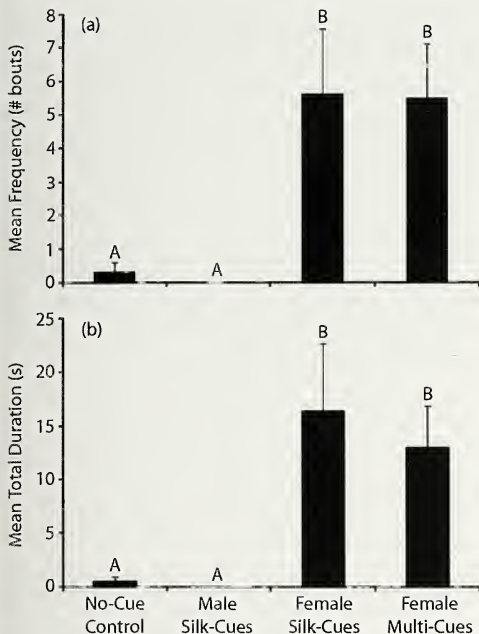 Mean Frequency (# bouts)
8
7
6
5
4
3
2
1
0
(a)
A
A
B
B
Mean Total Duration (s)
25
20
15
10
5
0
(b)
A
A
B
B
No-Cue Control
Male Silk-Cues
Female Silk-Cues
Female Multi-Cues